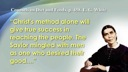 "Christ's method alone will
give true success in
reaching the people. The
Savior mingled with men
as one who desired their
good....."